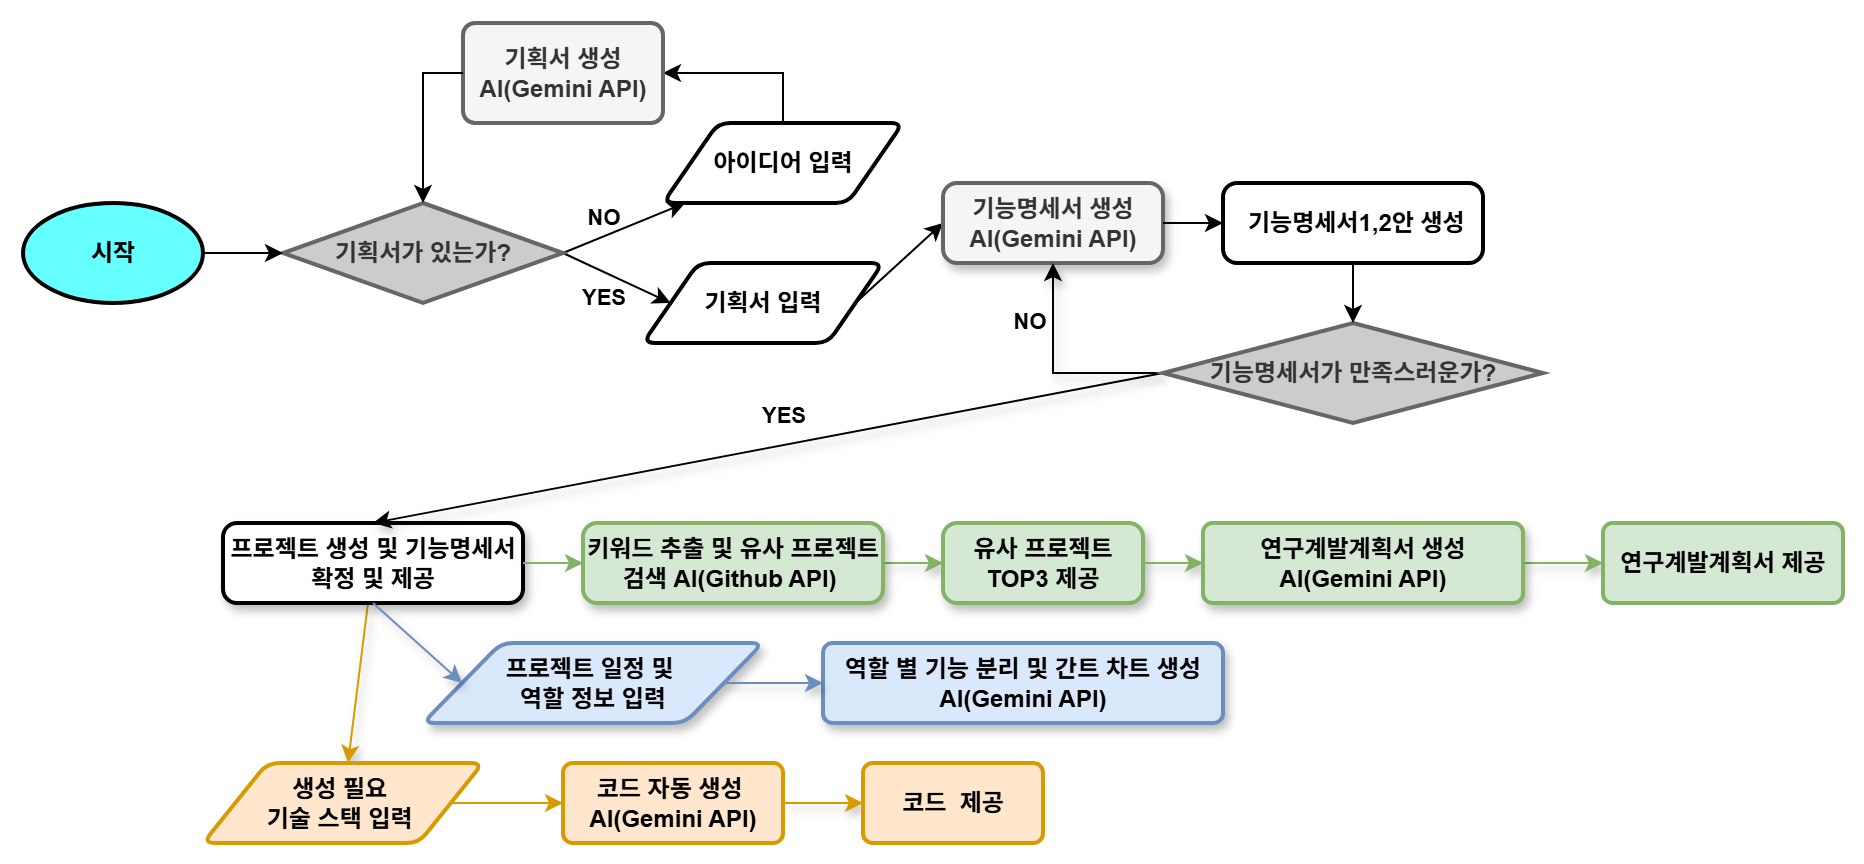 기획서 생성
AI(Gemini API)
아이디어 입력
시작
기획서가 있는가?
NO
YES
기획서 입력
기능명세서 생성
AI(Gemini API)
기능명세서1,2안 생성
NO
기능명세서가 만족스러운가?
YES
프로젝트 생성 및 기능명세서
확정 및 제공
키워드 추출 및 유사 프로젝트
검색 AI(Github API)
유사 프로젝트
TOP3 제공
연구계발계획서 생성
AI(Gemini API)
연구계발계획서 제공
프로젝트 일정 및
역할 정보 입력
역할 별 기능 분리 및 간트 차트 생성
AI(Gemini API)
생성 필요
기술 스택 입력
코드 자동 생성
AI(Gemini API)
코드 제공